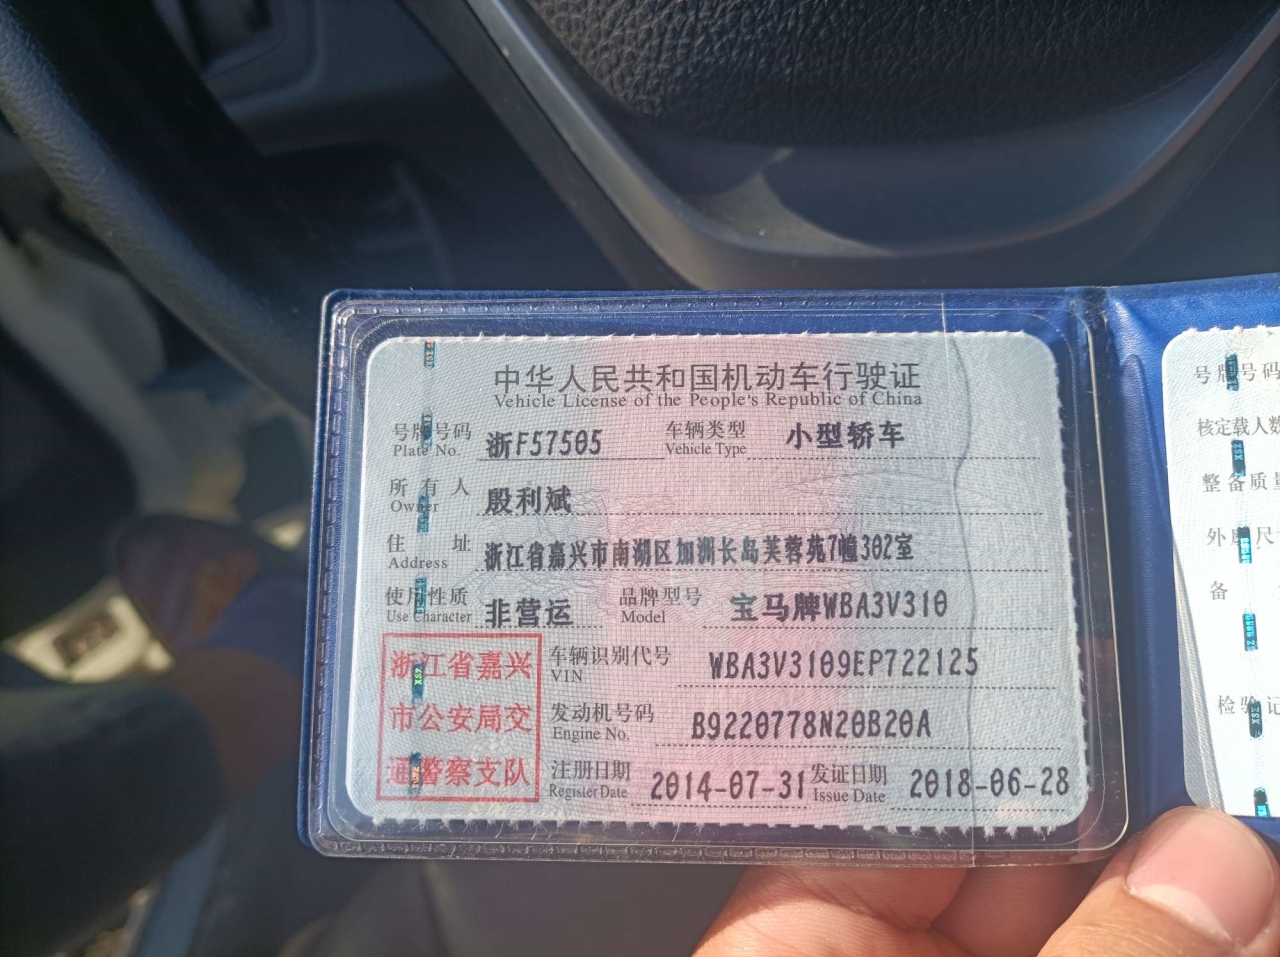 中华人民共和国机动车行驶证
Vehicle License of the People's Republic of China
号牌号码 浙F57505 车辆类型 小型轿车
Plate No. Vehicle Type
所有人 殷利斌
Owner
住址 浙江省嘉兴市南湖区加洲长岛芙蓉苑7幢302室
Address
使用性质 非营运 品牌型号 宝马牌WBA3V310
Use Character Model
浙江省嘉兴
市公安局交
通警察支队
车辆识别代号 WBA3V3109EP722125
VIN
发动机号码 B9220778N20B20A
Engine No.
注册日期 2014-07-31 发证日期 2018-06-28
Register Date Issue Date
号牌号码
核定载人数
整备质量
外廓尺
备
检验记